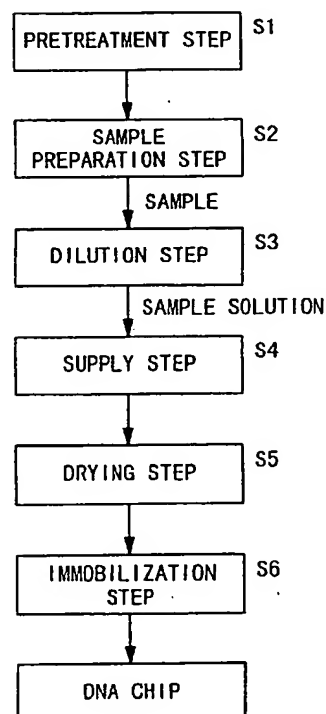 PRETREATMENT STEP
S1
SAMPLE
PREPARATION STEP
S2
SAMPLE
DILUTION STEP
S3
SAMPLE SOLUTION
SUPPLY STEP
S4
DRYING STEP
S5
IMMOBILIZATION
STEP
S6
DNA CHIP